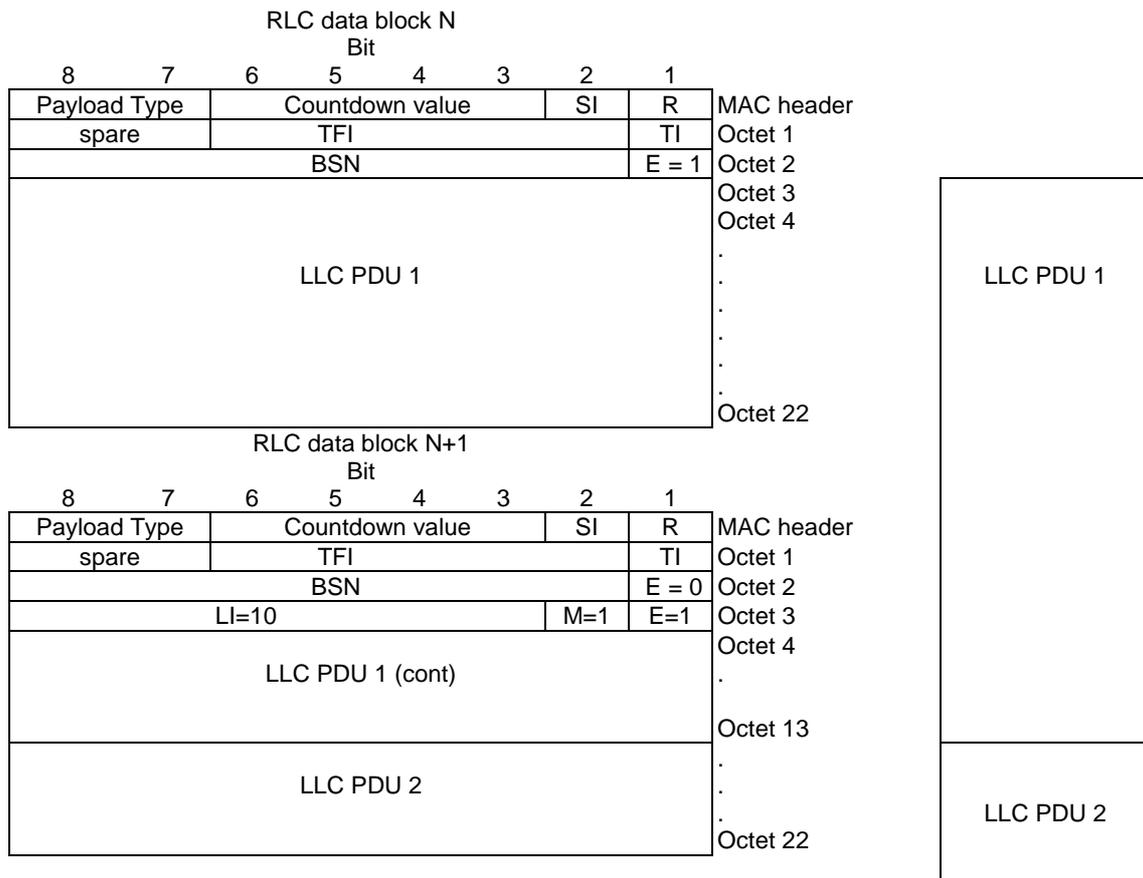 RLC data block N
Bit
8 7 6 5 4 3 2 1
Payload Type Countdown value SI R MAC header
spare TFI TI Octet 1
BSN E = 1 Octet 2
Octet 3
Octet 4
.
LLC PDU 1 . LLC PDU 1
.
.
.
.
Octet 22
RLC data block N+1
Bit
8 7 6 5 4 3 2 1
Payload Type Countdown value SI R MAC header
spare TFI TI Octet 1
BSN E = 0 Octet 2
LI=10 M=1 E=1 Octet 3
Octet 4
LLC PDU 1 (cont) .
Octet 13
.
LLC PDU 2 .
. LLC PDU 2
Octet 22